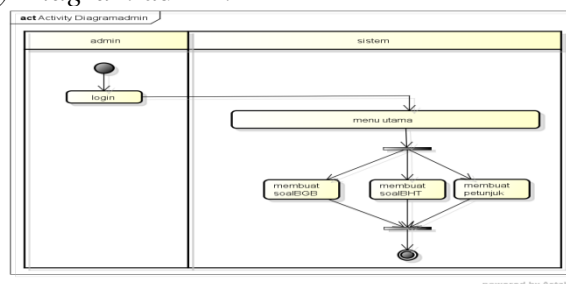 act Activity Diagramadmin
admin
sistem
login
menu utama
membuat
soalBGB
membuat
soalBHT
membuat
petunjuk